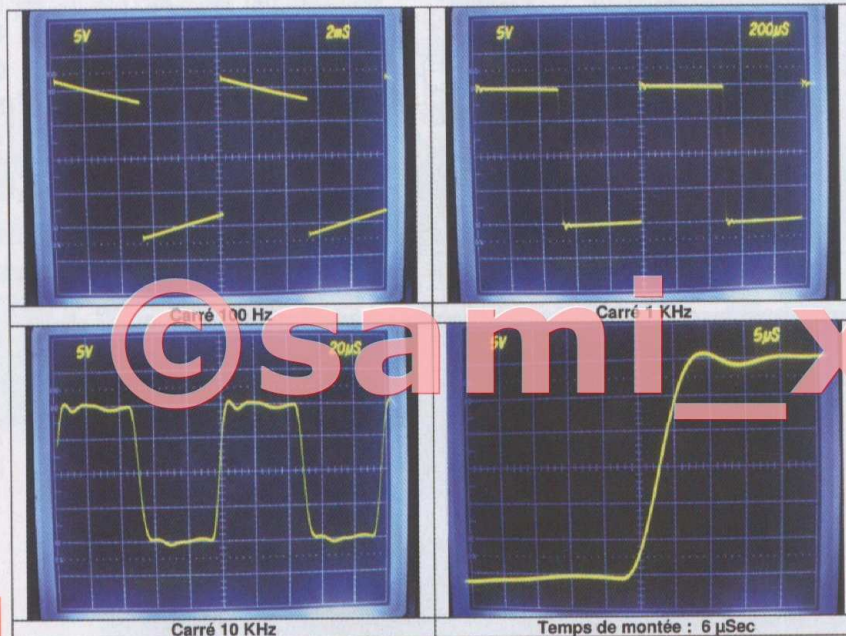 5V 2mS
5V 200µS
Carré 100 Hz
Carré 1 KHz
©sami_x
5V 20µS
5V 5µS
Carré 10 KHz
Temps de montée : 6 µSec